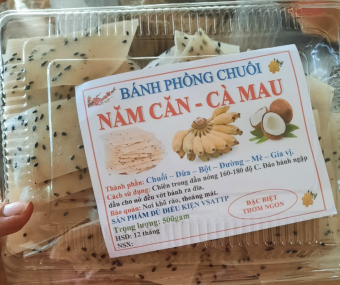 BÁNH PHỒNG CHUỐI
NĂM CĂN - CÀ MAU
Thành phần: Chuối – Dừa – Bột – Đường – Mè – Gia vị.
Cách sử dụng: Chiên trong dầu nóng 160-180 độ C. Đảo bánh ngập
dầu cho nở đều vớt bánh ra dĩa.
Bảo quản: Nơi khô ráo, thoáng mát.
SẢN PHẨM ĐỦ ĐIỀU KIỆN VSATTP
Trọng lượng: 500gam
HSD: 12 tháng
NSX:
ĐẶC BIỆT
THƠM NGON